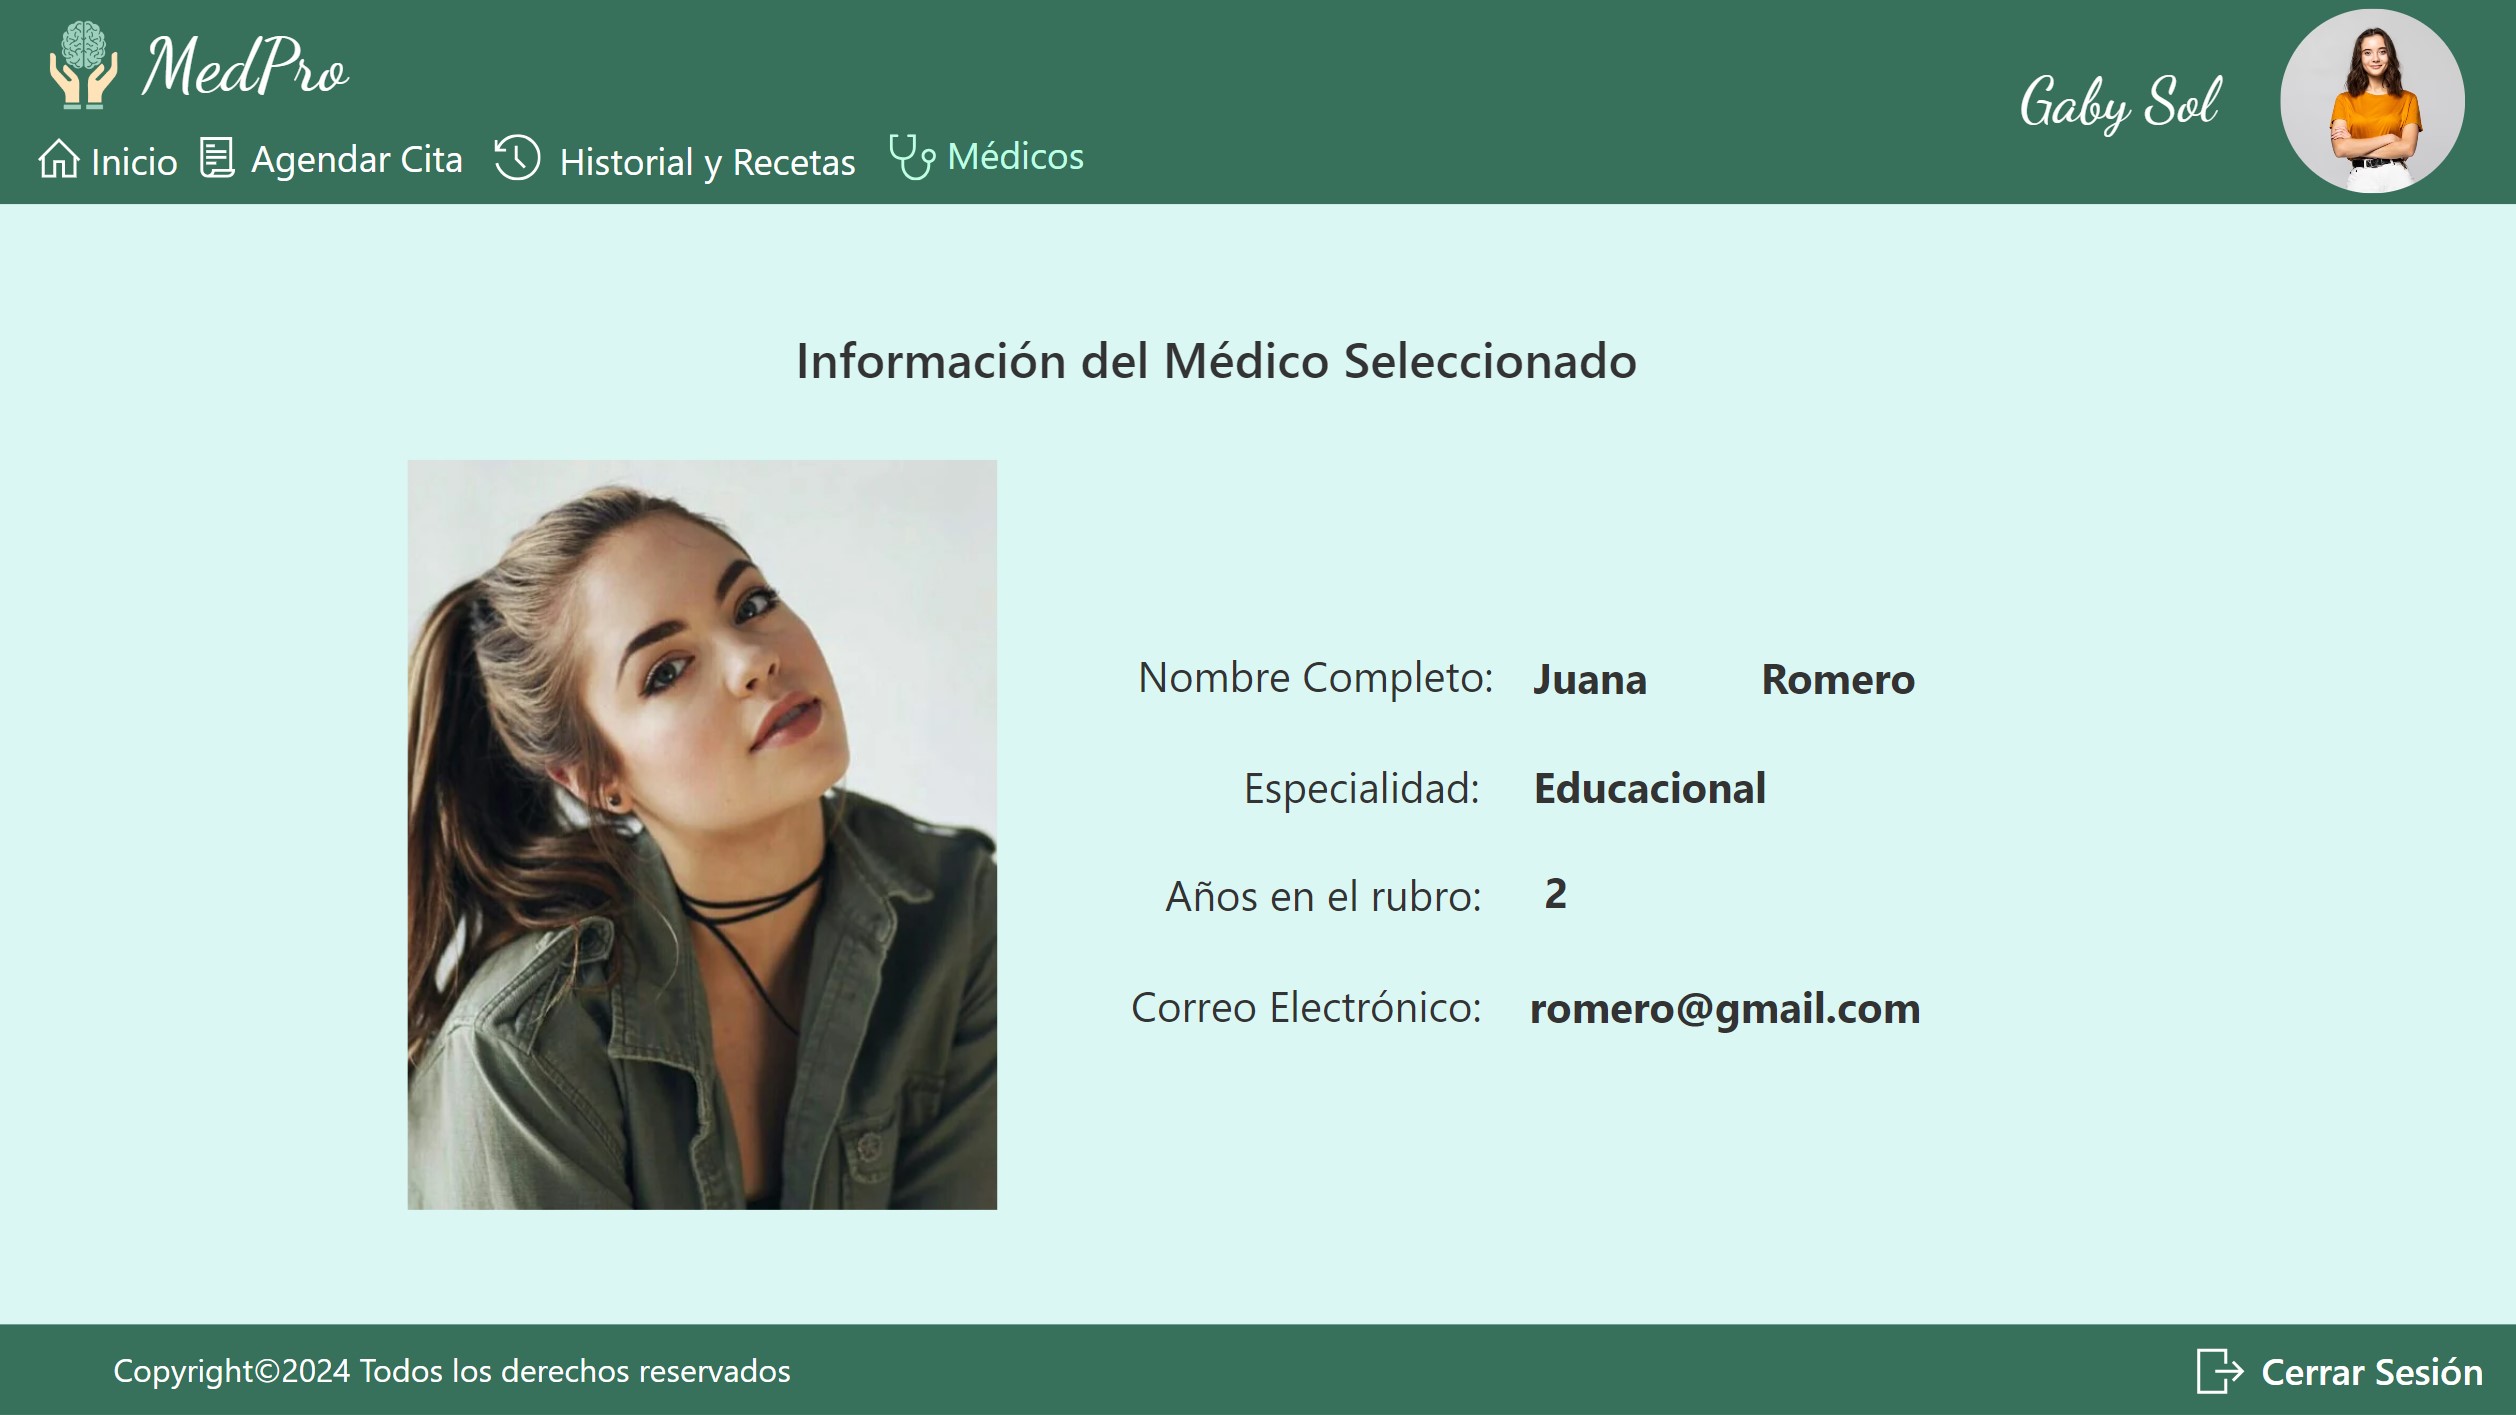 MedPro
Gaby Sol
Inicio Agendar Cita Historial y Recetas Médicos
Información del Médico Seleccionado
Nombre Completo: Juana Romero
Especialidad: Educacional
Años en el rubro: 2
Correo Electrónico: romero@gmail.com
Copyright©2024 Todos los derechos reservados
Cerrar Sesión